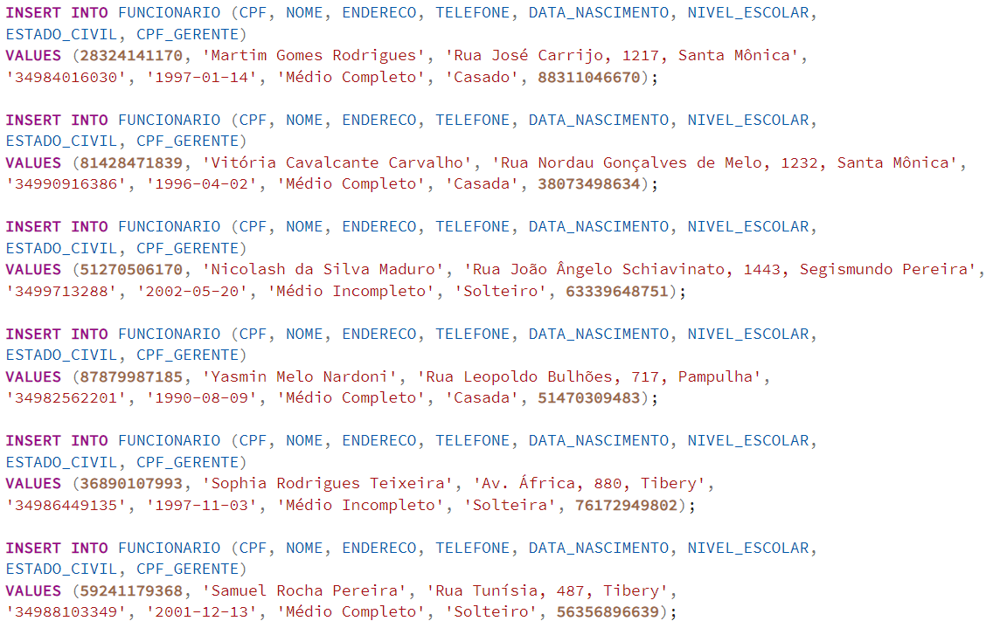 INSERT INTO FUNCIONARIO (CPF, NOME, ENDERECO, TELEFONE, DATA_NASCIMENTO, NIVEL_ESCOLAR,
ESTADO_CIVIL, CPF_GERENTE)
VALUES (28324141170, 'Martim Gomes Rodrigues', 'Rua José Carrijo, 1217, Santa Mônica',
'34984016030', '1997-01-14', 'Médio Completo', 'Casado', 88311046670);

INSERT INTO FUNCIONARIO (CPF, NOME, ENDERECO, TELEFONE, DATA_NASCIMENTO, NIVEL_ESCOLAR,
ESTADO_CIVIL, CPF_GERENTE)
VALUES (81428471839, 'Vitória Cavalcante Carvalho', 'Rua Nordau Gonçalves de Melo, 1232, Santa Mônica',
'34990916386', '1996-04-02', 'Médio Completo', 'Casada', 38073498634);

INSERT INTO FUNCIONARIO (CPF, NOME, ENDERECO, TELEFONE, DATA_NASCIMENTO, NIVEL_ESCOLAR,
ESTADO_CIVIL, CPF_GERENTE)
VALUES (51270506170, 'Nicolash da Silva Maduro', 'Rua João Ângelo Schiavinato, 1443, Segismundo Pereira',
'3499713288', '2002-05-20', 'Médio Incompleto', 'Solteiro', 63339648751);

INSERT INTO FUNCIONARIO (CPF, NOME, ENDERECO, TELEFONE, DATA_NASCIMENTO, NIVEL_ESCOLAR,
ESTADO_CIVIL, CPF_GERENTE)
VALUES (87879987185, 'Yasmin Melo Nardoni', 'Rua Leopoldo Bulhões, 717, Pampulha',
'34982562201', '1990-08-09', 'Médio Completo', 'Casada', 51470309483);

INSERT INTO FUNCIONARIO (CPF, NOME, ENDERECO, TELEFONE, DATA_NASCIMENTO, NIVEL_ESCOLAR,
ESTADO_CIVIL, CPF_GERENTE)
VALUES (36890107993, 'Sophia Rodrigues Teixeira', 'Av. África, 880, Tibery',
'34986449135', '1997-11-03', 'Médio Incompleto', 'Solteira', 76172949802);

INSERT INTO FUNCIONARIO (CPF, NOME, ENDERECO, TELEFONE, DATA_NASCIMENTO, NIVEL_ESCOLAR,
ESTADO_CIVIL, CPF_GERENTE)
VALUES (59241179368, 'Samuel Rocha Pereira', 'Rua Tunísia, 487, Tibery',
'34988103349', '2001-12-13', 'Médio Completo', 'Solteiro', 56356896639);